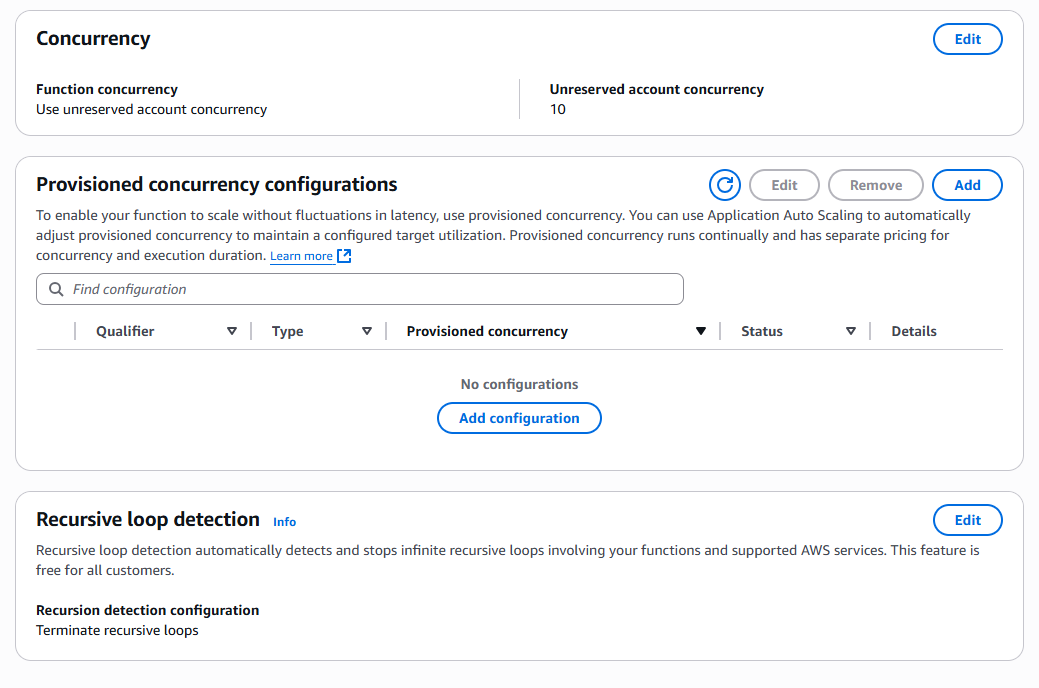 Concurrency
Edit
Function concurrency
Use unreserved account concurrency
Unreserved account concurrency
10
Provisioned concurrency configurations
Edit
Remove
Add
To enable your function to scale without fluctuations in latency, use provisioned concurrency. You can use Application Auto Scaling to automatically
adjust provisioned concurrency to maintain a configured target utilization. Provisioned concurrency runs continually and has separate pricing for
concurrency and execution duration. Learn more
Find configuration
Qualifier
Type
Provisioned concurrency
Status
Details
No configurations
Add configuration
Recursive loop detection Info
Edit
Recursive loop detection automatically detects and stops infinite recursive loops involving your functions and supported AWS services. This feature is
free for all customers.
Recursion detection configuration
Terminate recursive loops